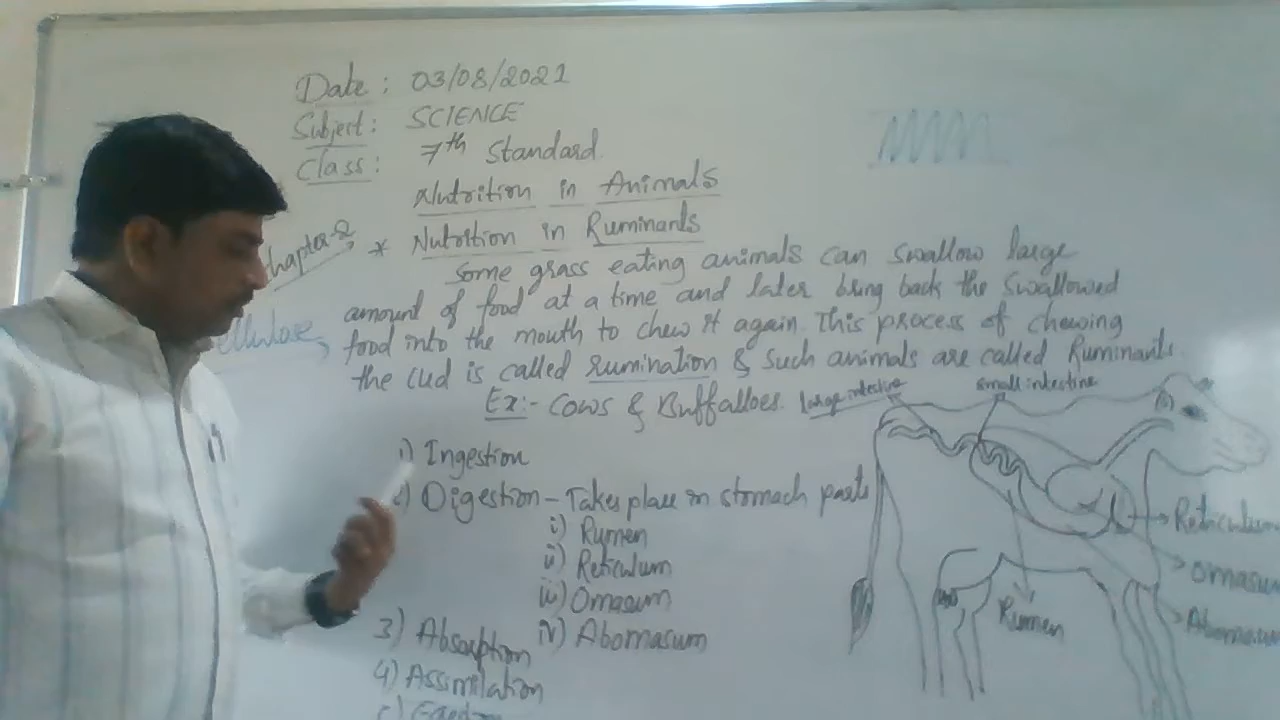 Date: 03/08/2021
Subject: SCIENCE
Class: 7th Standard
Nutrition in Animals
Chapter-2
* Nutrition in Ruminants
Some grass eating animals can swallow large
amount of food at a time and later bring back the swallowed
food into the mouth to chew it again. This process of chewing
the cud is called rumination & such animals are called Ruminants.
Ex:- Cows & Buffalloes.
large intestine
small intestine
1) Ingestion
2) Digestion - Takes place in stomach parts
i) Rumen
ii) Reticulum
iii) Omasum
iv) Abomasum
3) Absorption
4) Assimilation
Reticulum
Omasum
Abomasum
Rumen